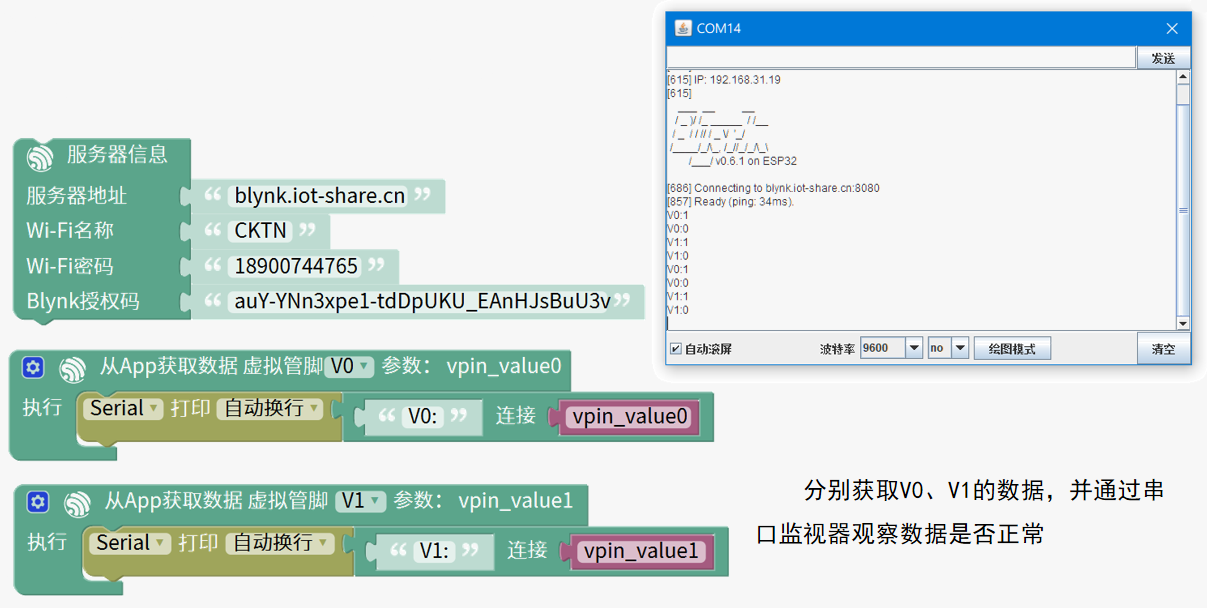 COM14
发送
[615] IP: 192.168.31.19
[615]
/___/ v0.6.1 on ESP32
[686] Connecting to blynk.iot-share.cn:8080
[857] Ready (ping: 34ms).
V0:1
V0:0
V1:1
V1:0
V0:1
V0:0
V1:1
V1:0
自动滚屏 波特率 9600 no 绘图模式 清空
服务器信息
服务器地址 “ blynk.iot-share.cn ”
Wi-Fi名称 “ CKTN ”
Wi-Fi密码 “ 18900744765 ”
Blynk授权码 “ auY-YNn3xpe1-tdDpUKU_EAnHJsBuU3v ”
从App获取数据 虚拟管脚 V0 参数： vpin_value0
执行 Serial 打印 自动换行 “ V0: ” 连接 vpin_value0
从App获取数据 虚拟管脚 V1 参数： vpin_value1
执行 Serial 打印 自动换行 “ V1: ” 连接 vpin_value1
分别获取V0、V1的数据，并通过串
口监视器观察数据是否正常